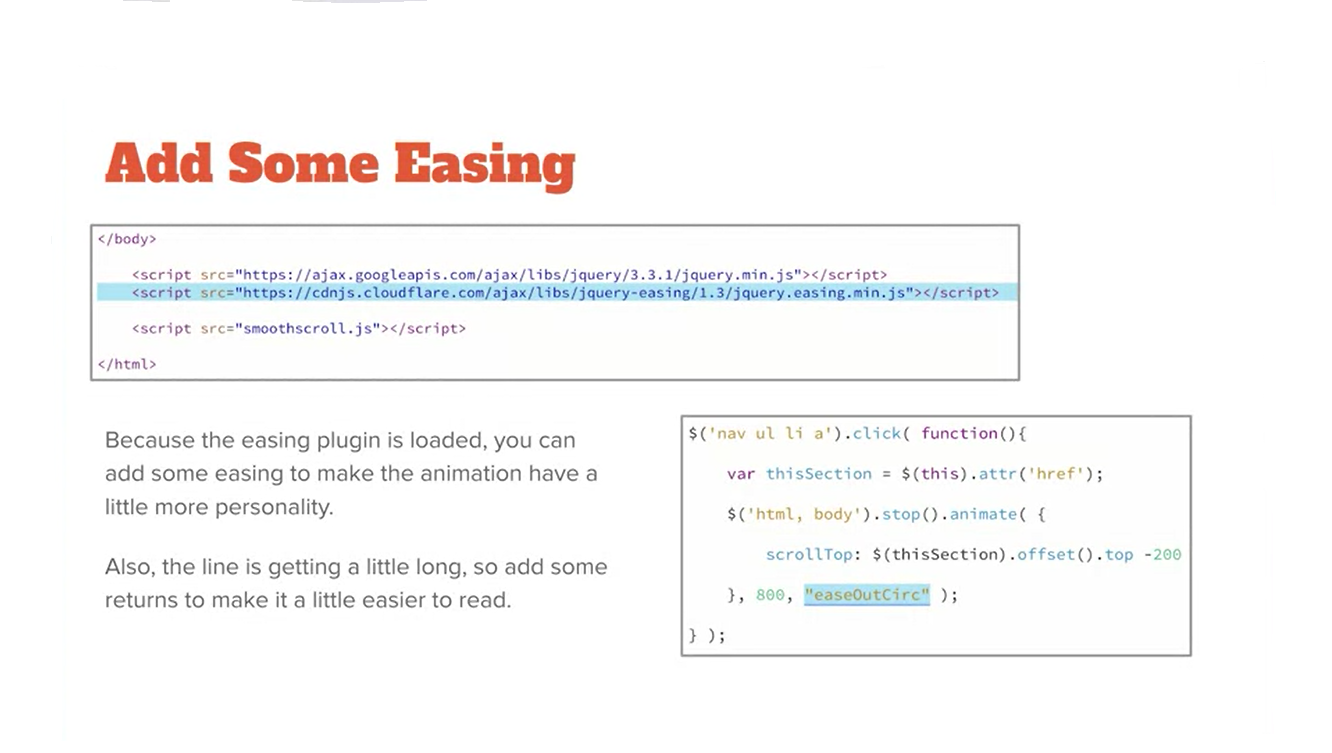 Add Some Easing
</body>
<script src="https://ajax.googleapis.com/ajax/libs/jquery/3.3.1/jquery.min.js"></script>
<script src="https://cdnjs.cloudflare.com/ajax/libs/jquery-easing/1.3/jquery.easing.min.js"></script>
<script src="smoothscroll.js"></script>
</html>
Because the easing plugin is loaded, you can
add some easing to make the animation have a
little more personality.
Also, the line is getting a little long, so add some
returns to make it a little easier to read.
$('nav ul li a').click( function(){
var thisSection = $(this).attr('href');
$('html, body').stop().animate( {
scrollTop: $(thisSection).offset().top -200
}, 800, "easeOutCirc" );
} );